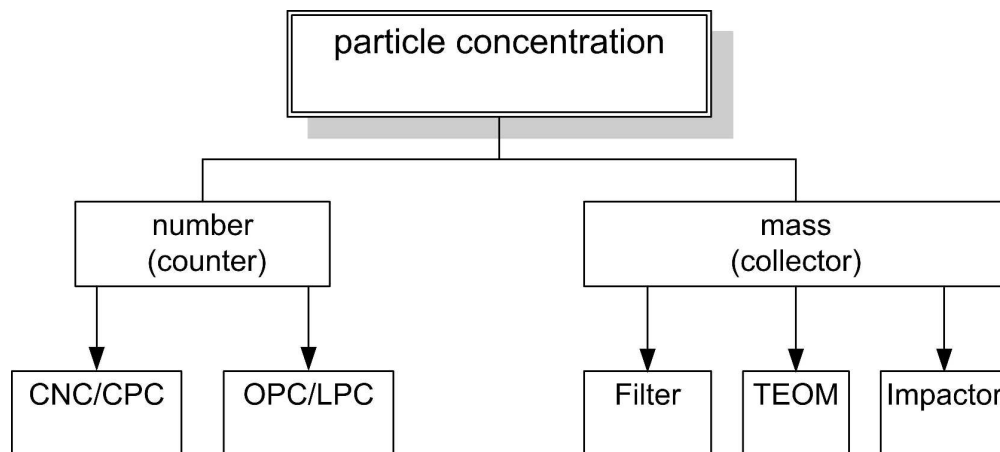 particle concentration
number
(counter)
mass
(collector)
CNC/CPC
OPC/LPC
Filter
TEOM
Impactor